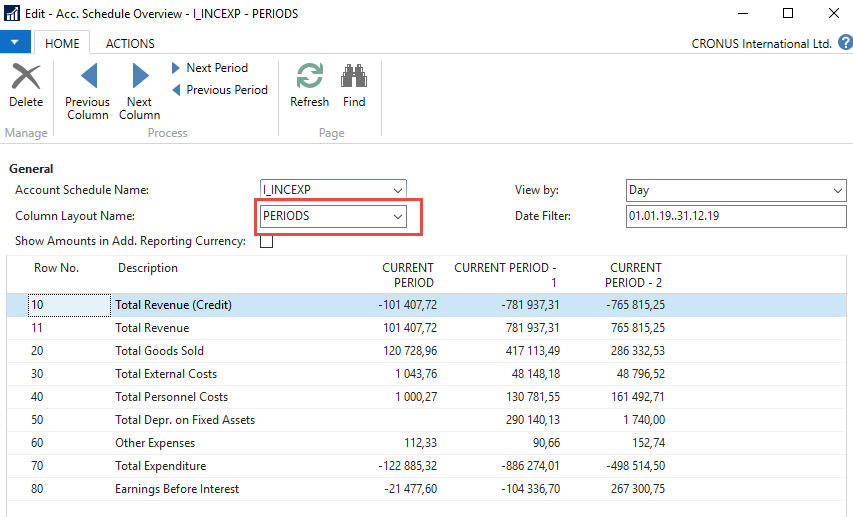 Edit - Acc. Schedule Overview - I_INCEXP - PERIODS
HOME ACTIONS CRONUS International Ltd. ?
Delete
Previous Column
Next Column
Next Period
Previous Period
Refresh
Find
Manage Process Page
General
Account Schedule Name: I_INCEXP View by: Day
Column Layout Name: PERIODS Date Filter: 01.01.19..31.12.19
Show Amounts in Add. Reporting Currency:
Row No. Description CURRENT PERIOD CURRENT PERIOD - 1 CURRENT PERIOD - 2
10 Total Revenue (Credit) -101 407,72 -781 937,31 -765 815,25
11 Total Revenue 101 407,72 781 937,31 765 815,25
20 Total Goods Sold 120 728,96 417 113,49 286 332,53
30 Total External Costs 1 043,76 48 148,18 48 796,52
40 Total Personnel Costs 1 000,27 130 781,55 161 492,71
50 Total Depr. on Fixed Assets 290 140,13 1 740,00
60 Other Expenses 112,33 90,66 152,74
70 Total Expenditure -122 885,32 -886 274,01 -498 514,50
80 Earnings Before Interest -21 477,60 -104 336,70 267 300,75